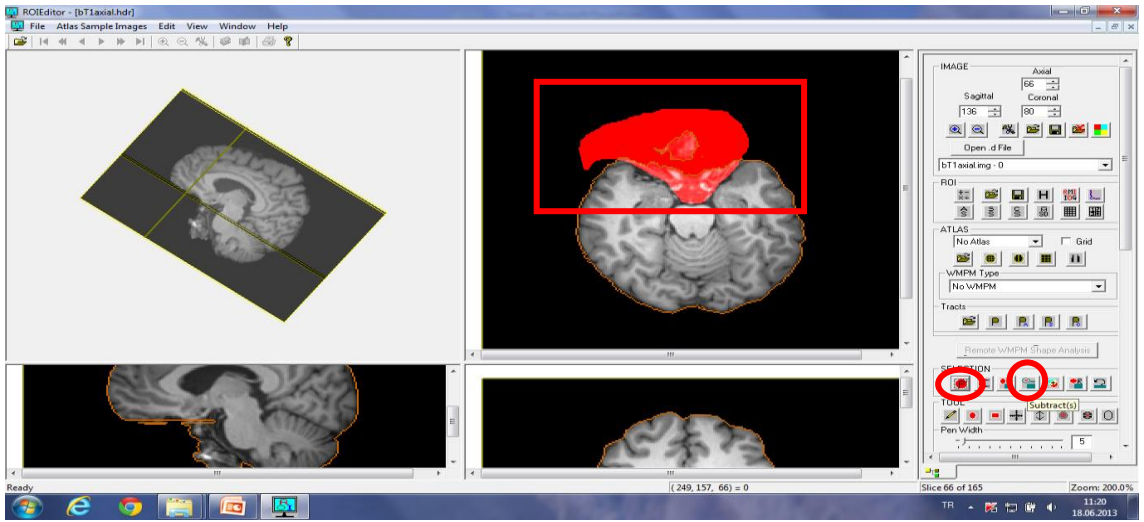 ROIEditor - [bT1axial.hdr]
File Atlas Sample Images Edit View Window Help
IMAGE
Axial
66
Sagittal Coronal
136 80
Open .d File
bT1axial.img - 0
ROI
ATLAS
No Atlas Grid
WMPM Type
No WMPM
Tracts
Remote WMPM Shape Analysis
SELECTION
Subtract(s)
TOOL
Pen Width
5
Ready (249, 157, 66) = 0 Slice 66 of 165 Zoom: 200.0%
TR 11:20
18.06.2013